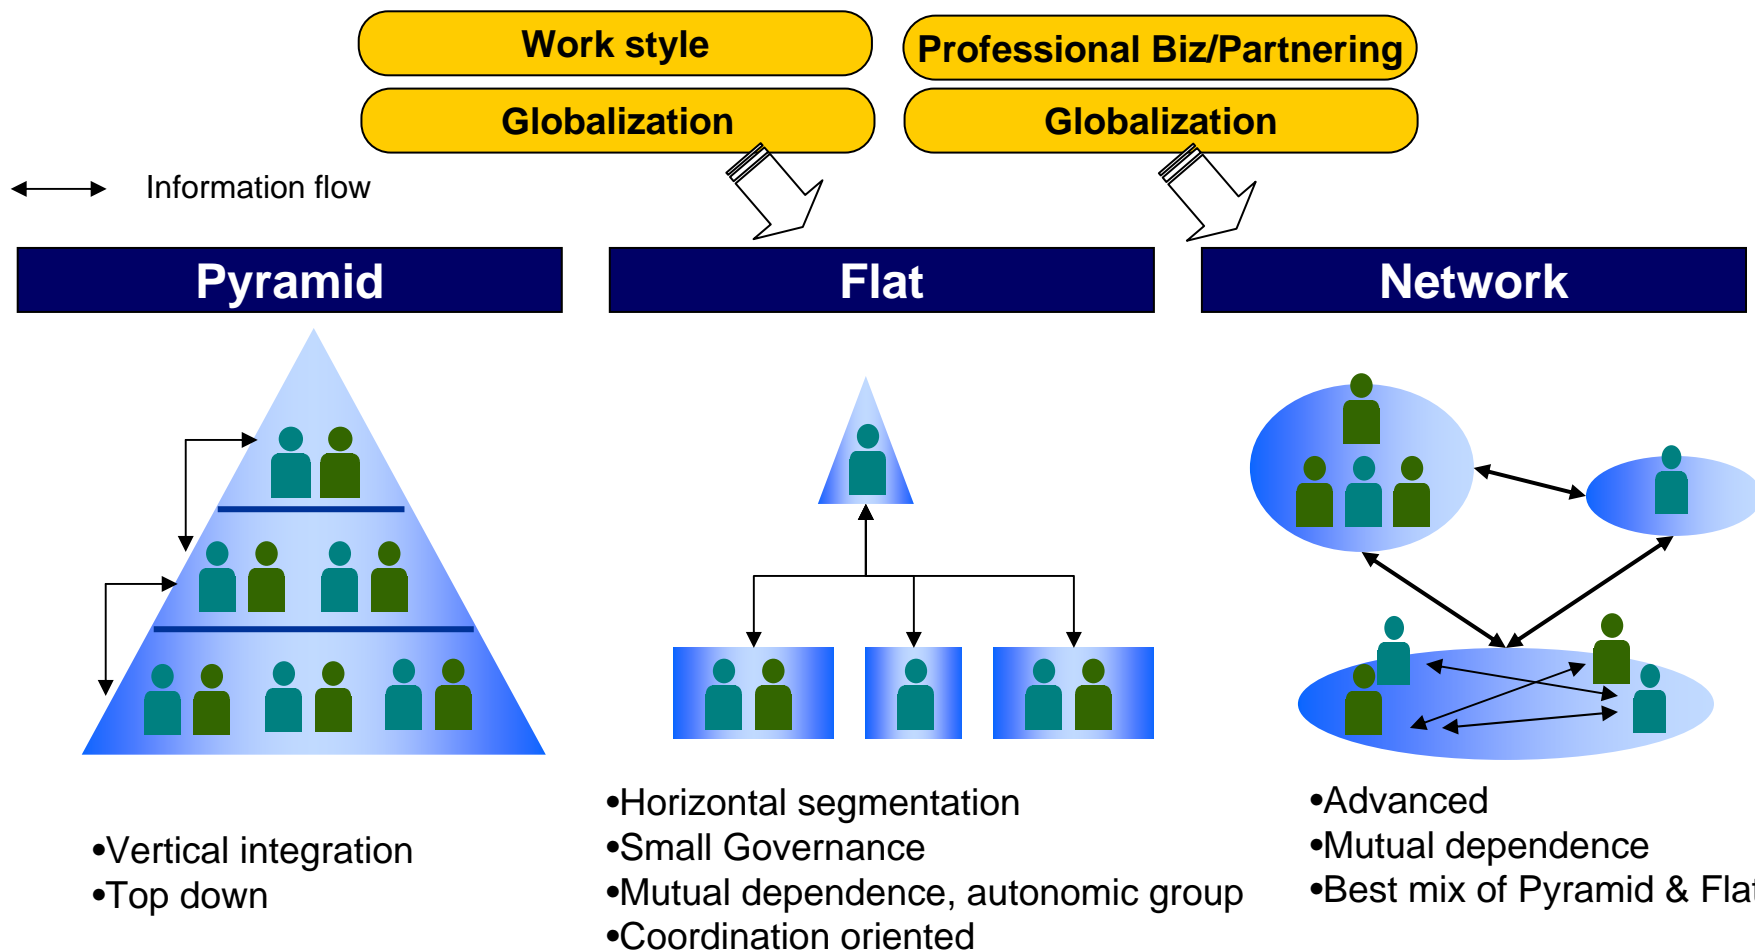 Work style
Professional Biz/Partnering
Globalization
Globalization
Information flow
Pyramid
Flat
Network
•Vertical integration
•Top down
•Horizontal segmentation
•Small Governance
•Mutual dependence, autonomic group
•Coordination oriented
•Advanced
•Mutual dependence
•Best mix of Pyramid & Flat